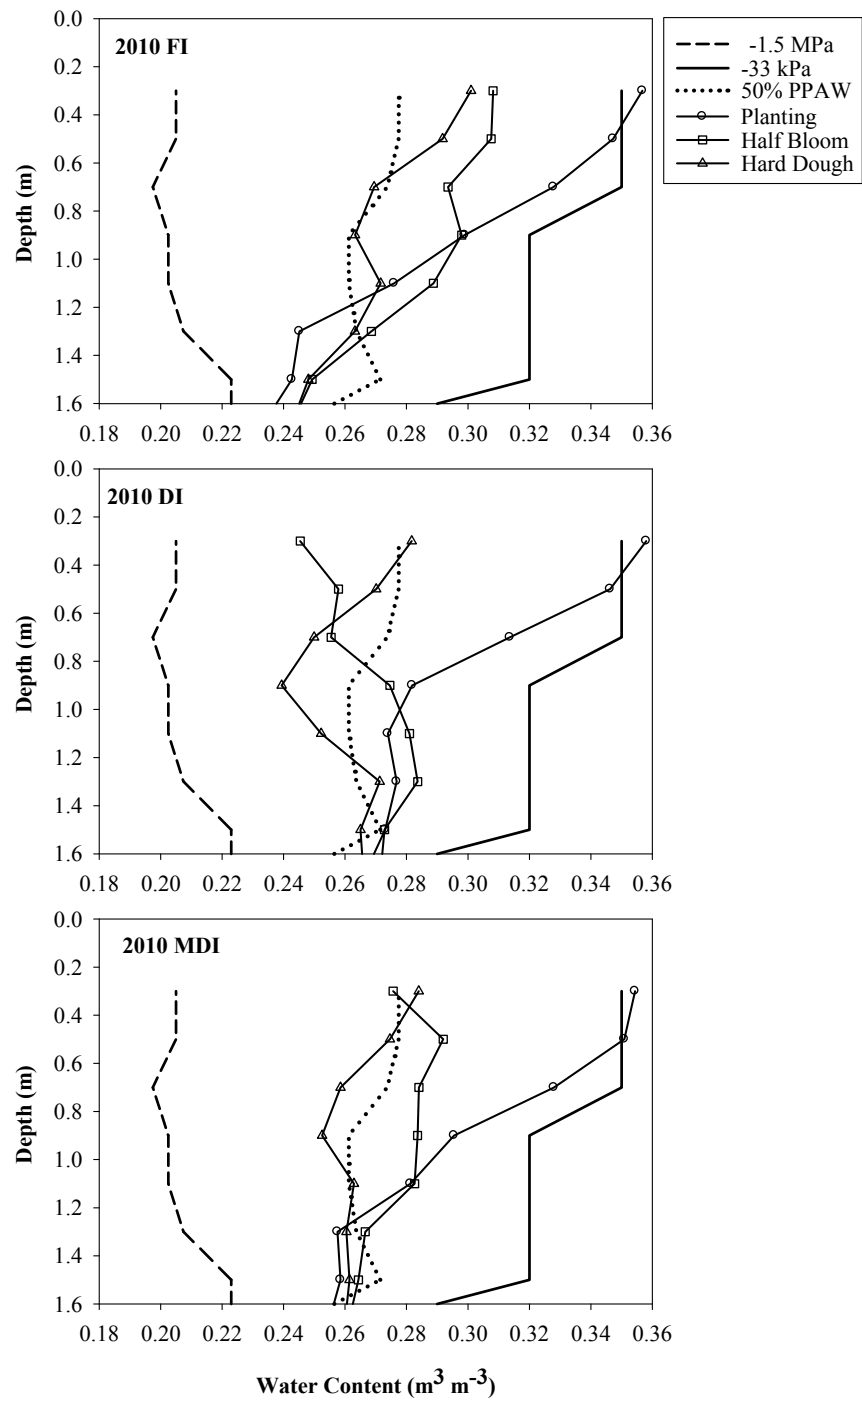 0.0
2010 FI
0.2
0.4
0.6
0.8
1.0
1.2
1.4
1.6
Depth (m)
0.18 0.20 0.22 0.24 0.26 0.28 0.30 0.32 0.34 0.36
-1.5 MPa
-33 kPa
50% PPAW
Planting
Half Bloom
Hard Dough
0.0
2010 DI
0.2
0.4
0.6
0.8
1.0
1.2
1.4
1.6
Depth (m)
0.18 0.20 0.22 0.24 0.26 0.28 0.30 0.32 0.34 0.36
0.0
2010 MDI
0.2
0.4
0.6
0.8
1.0
1.2
1.4
1.6
Depth (m)
0.18 0.20 0.22 0.24 0.26 0.28 0.30 0.32 0.34 0.36
Water Content (m³ m⁻³)